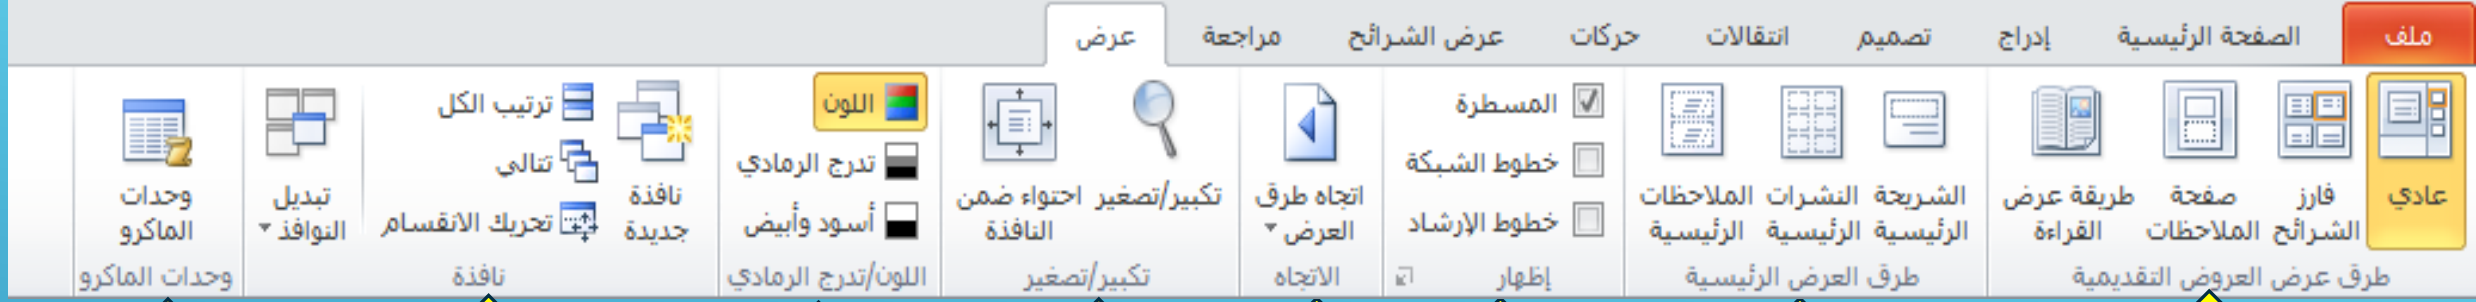 ملف
الصفحة الرئيسية
إدراج
تصميم
انتقالات
حركات
عرض الشرائح
مراجعة
عرض
عادي
فارز
الشرائح
صفحة
الملاحظات
طريقة عرض
القراءة
طرق عرض العروض التقديمية
الشريحة
الرئيسية
النشرات
الرئيسية
الملاحظات
الرئيسية
طرق العرض الرئيسية
المسطرة
خطوط الشبكة
خطوط الإرشاد
إظهار
اتجاه طرق
العرض
الاتجاه
تكبير/تصغير
احتواء ضمن
النافذة
تكبير/تصغير
اللون
تدرج الرمادي
أسود وأبيض
اللون/تدرج الرمادي
نافذة
جديدة
ترتيب الكل
تتالي
تحريك الانقسام
تبديل
النوافذ
نافذة
وحدات
الماكرو
وحدات الماكرو